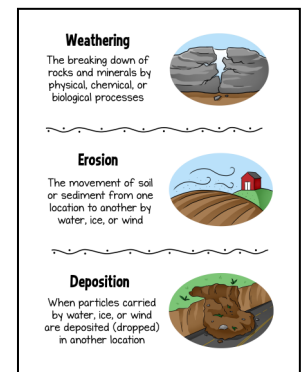 Weathering
The breaking down of
rocks and minerals by
physical, chemical, or
biological processes
Erosion
The movement of soil
or sediment from one
location to another by
water, ice, or wind
Deposition
When particles carried
by water, ice, or wind
are deposited (dropped)
in another location